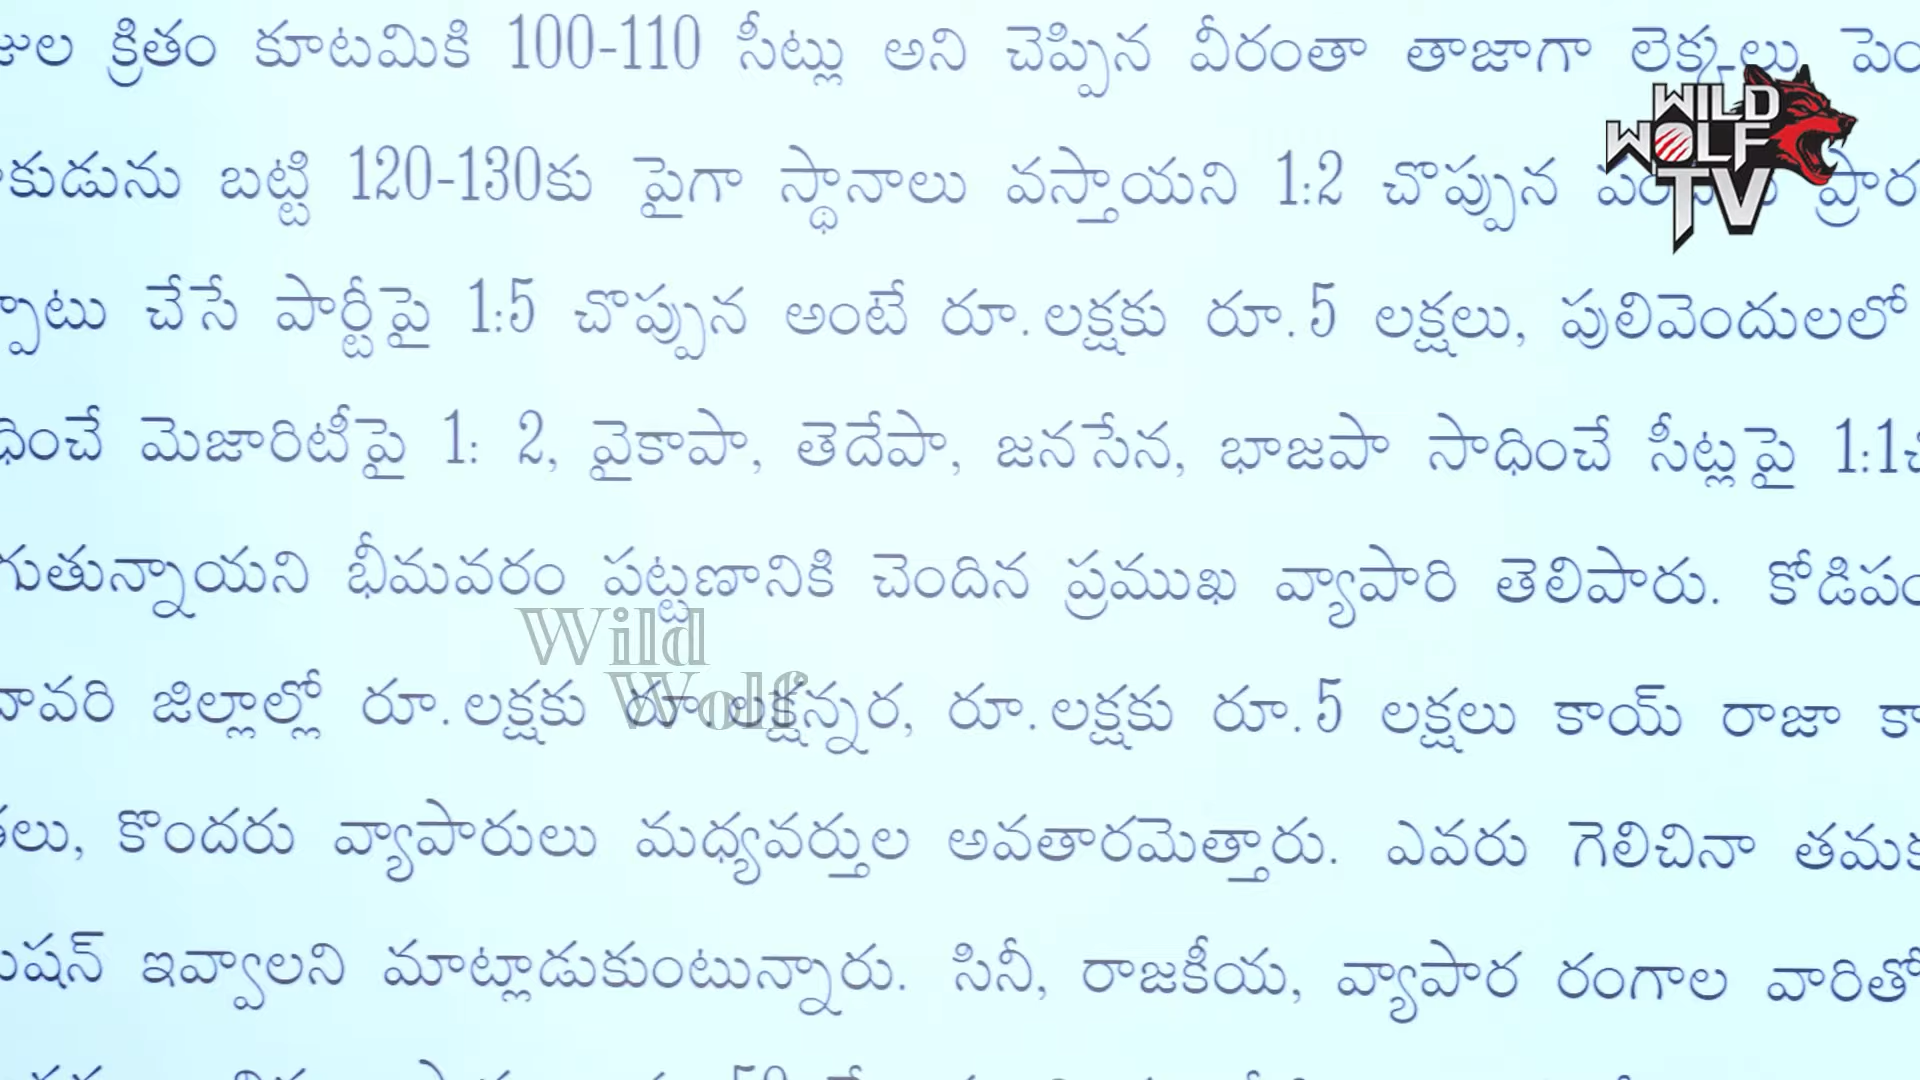 జుల క్రితం కూటమికి 100-110 సీట్లు అని చెప్పిన వీరంతా తాజాగా లెక్కలు పెం
WILD
WOLF
TV
కుడును బట్టి 120-130కు పైగా స్థానాలు వస్తాయని 1:2 చొప్పున ప్రార
్పాటు చేసే పార్టీపై 1:5 చొప్పున అంటే రూ.లక్షకు రూ.5 లక్షలు, పులివెందులలో
ధించే మెజారిటీపై 1: 2, వైకాపా, తెదేపా, జనసేన, భాజపా సాధించే సీట్లపై 1:1చ
గుతున్నాయని భీమవరం పట్టణానికి చెందిన ప్రముఖ వ్యాపారి తెలిపారు. కోడిపం
Wild
Wolf
ావరి జిల్లాల్లో రూ.లక్షకు రూ.లక్షన్నర, రూ.లక్షకు రూ.5 లక్షలు కాయ్ రాజా కా
తలు, కొందరు వ్యాపారులు మధ్యవర్తుల అవతారమెత్తారు. ఎవరు గెలిచినా తమక
ుషన్ ఇవ్వాలని మాట్లాడుకుంటున్నారు. సినీ, రాజకీయ, వ్యాపార రంగాల వారితో